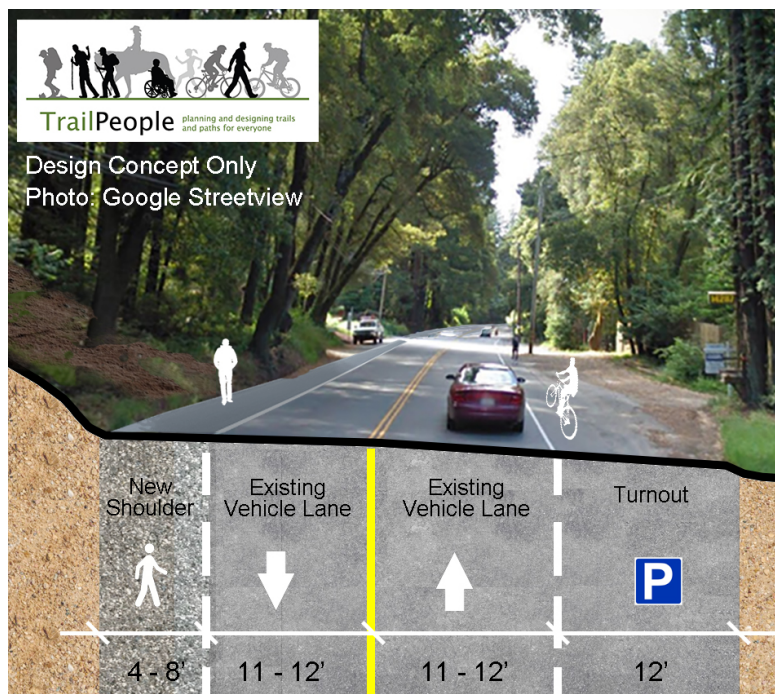 TrailPeople
planning and designing trails
and paths for everyone
Design Concept Only
Photo: Google Streetview
New
Shoulder
Existing
Vehicle Lane
Existing
Vehicle Lane
Turnout
P
4 - 8'
11 - 12'
11 - 12'
12'